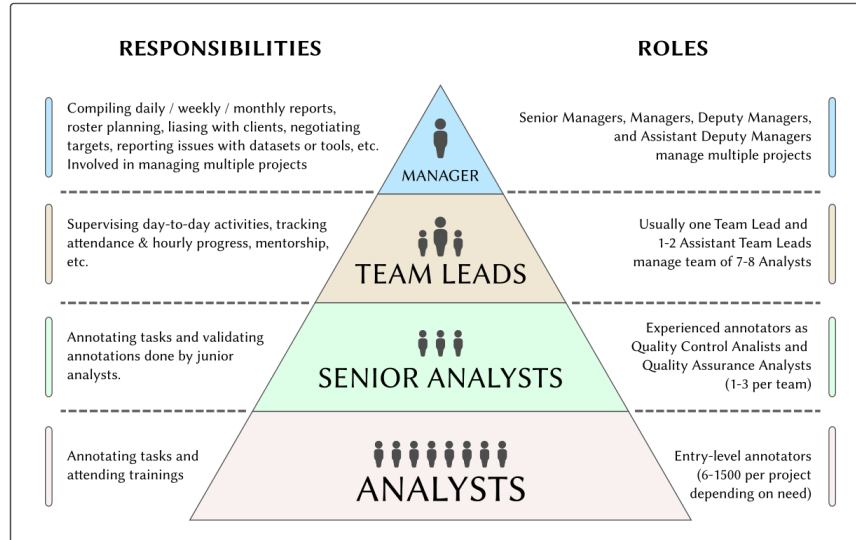 RESPONSIBILITIES
ROLES
Compiling daily / weekly / monthly reports,
roster planning, liasing with clients, negotiating
targets, reporting issues with datasets or tools, etc.
Involved in managing multiple projects
MANAGER
Senior Managers, Managers, Deputy Managers,
and Assistant Deputy Managers
manage multiple projects
Supervising day-to-day activities, tracking
attendance & hourly progress, mentorship,
etc.
TEAM LEADS
Usually one Team Lead and
1-2 Assistant Team Leads
manage team of 7-8 Analysts
Annotating tasks and validating
annotations done by junior
analysts.
SENIOR ANALYSTS
Experienced annotators as
Quality Control Analists and
Quality Assurance Analysts
(1-3 per team)
Annotating tasks and
attending trainings
ANALYSTS
Entry-level annotators
(6-1500 per project
depending on need)